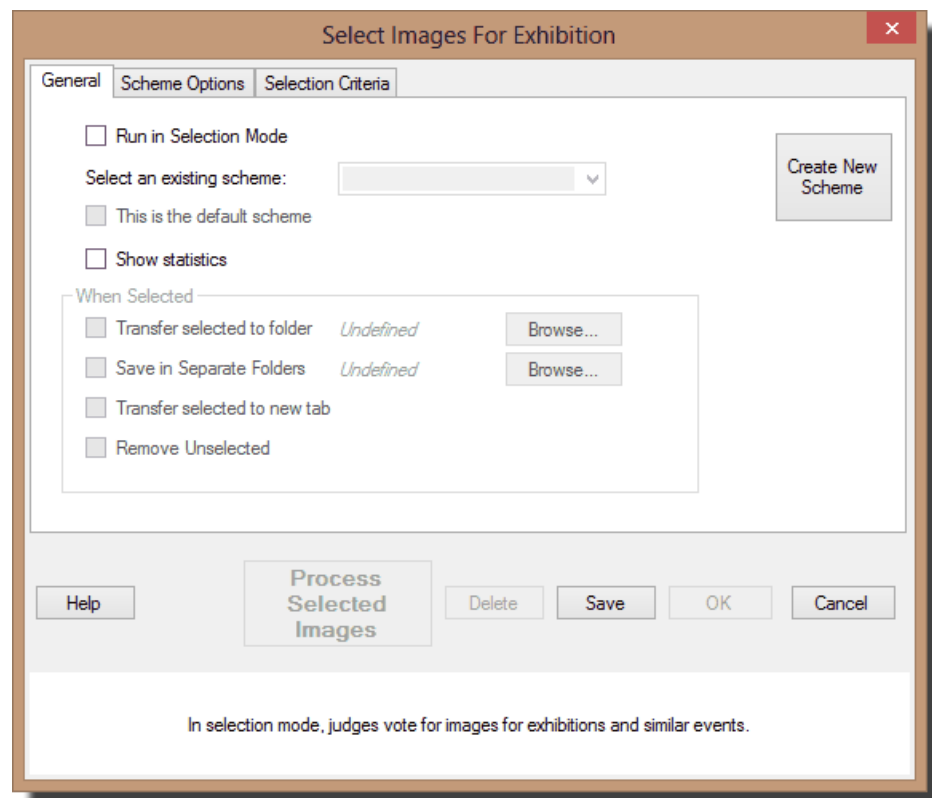 Select Images For Exhibition
General
Scheme Options
Selection Criteria
Run in Selection Mode
Create New
Scheme
Select an existing scheme:
This is the default scheme
Show statistics
When Selected
Transfer selected to folder Undefined Browse...
Save in Separate Folders Undefined Browse...
Transfer selected to new tab
Remove Unselected
Help
Process
Selected
Images
Delete
Save
OK
Cancel
In selection mode, judges vote for images for exhibitions and similar events.